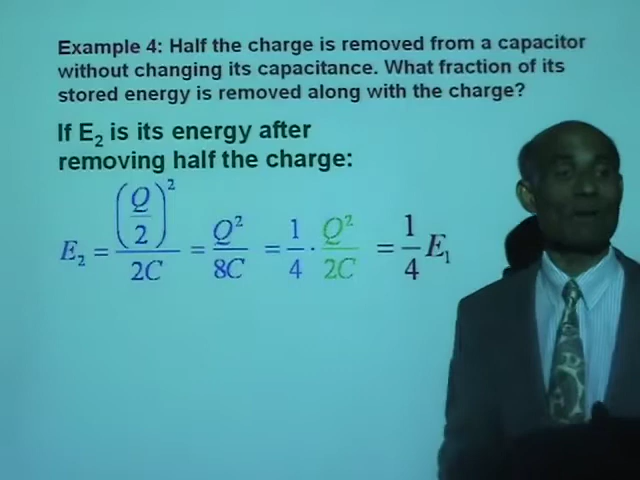 Example 4: Half the charge is removed from a capacitor
without changing its capacitance. What fraction of its
stored energy is removed along with the charge?
If E₂ is its energy after
removing half the charge:
E₂ = (Q/2)² / 2C = Q² / 8C = 1/4 · Q² / 2C = 1/4 E₁